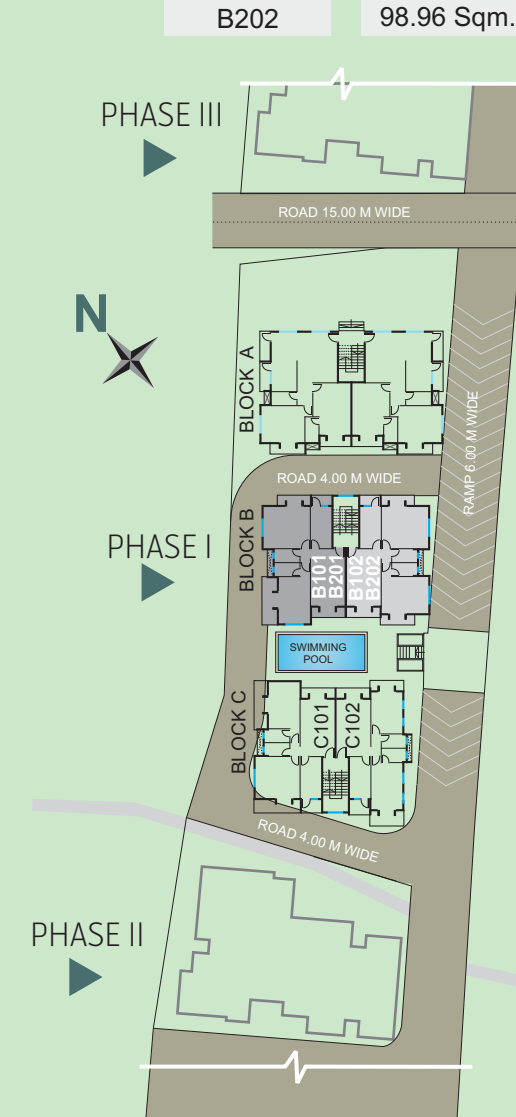 B202
98.96 Sqm.
PHASE III
ROAD 15.00 M WIDE
N
BLOCK A
RAMP 6.00 M WIDE
ROAD 4.00 M WIDE
BLOCK B
PHASE I
B101
B201
B102
B202
SWIMMING
POOL
BLOCK C
C101
C102
ROAD 4.00 M WIDE
PHASE II